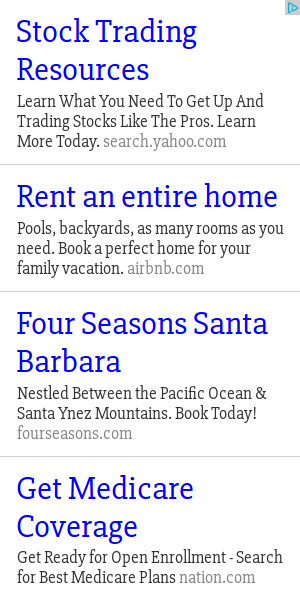 Stock Trading
Resources
Learn What You Need To Get Up And
Trading Stocks Like The Pros. Learn
More Today. search.yahoo.com
Rent an entire home
Pools, backyards, as many rooms as you
need. Book a perfect home for your
family vacation. airbnb.com
Four Seasons Santa
Barbara
Nestled Between the Pacific Ocean &
Santa Ynez Mountains. Book Today!
fourseasons.com
Get Medicare
Coverage
Get Ready for Open Enrollment - Search
for Best Medicare Plans nation.com